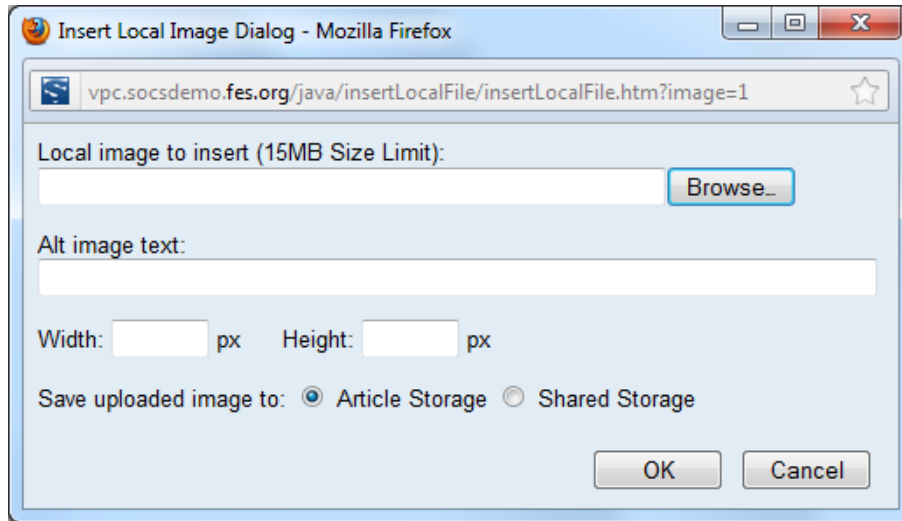 Insert Local Image Dialog - Mozilla Firefox
vpc.socsdemo.fes.org/java/insertLocalFile/insertLocalFile.htm?image=1
Local image to insert (15MB Size Limit):
Browse...
Alt image text:
Width: px Height: px
Save uploaded image to: Article Storage Shared Storage
OK Cancel